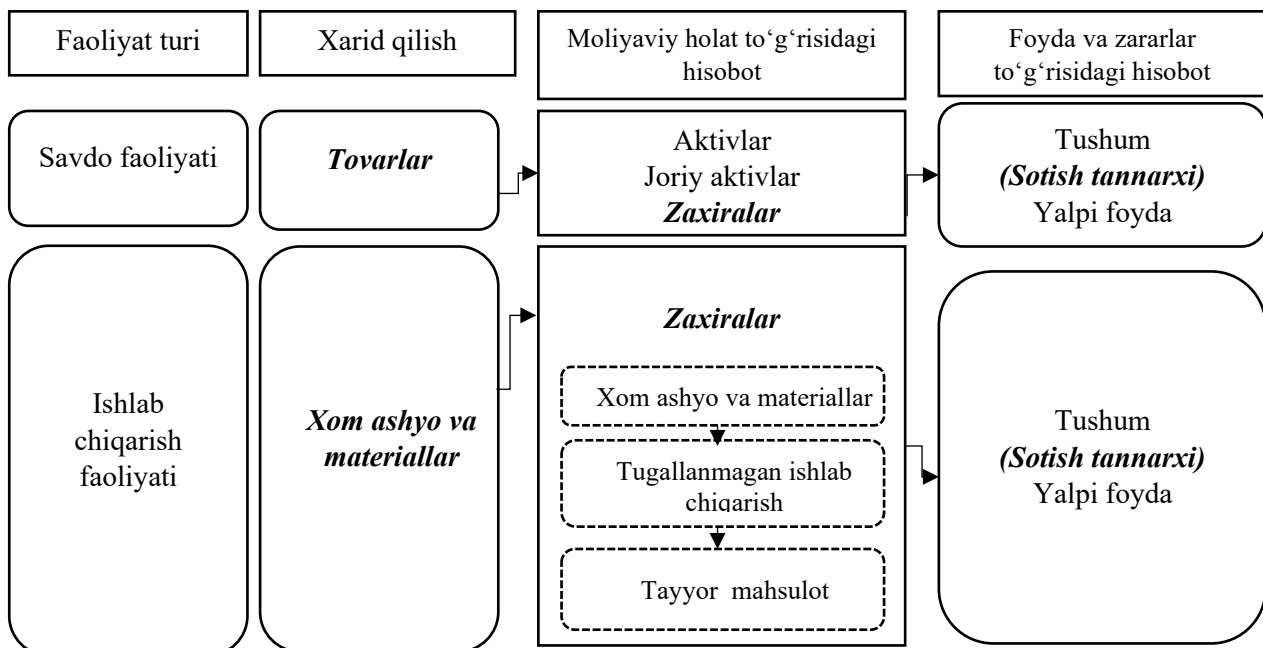 Faoliyat turi
Xarid qilish
Moliyaviy holat to‘g‘risidagi
hisobot
Foyda va zararlar
to‘g‘risidagi hisobot
Savdo faoliyati
Tovarlar
Aktivlar
Joriy aktivlar
Zaxiralar
Tushum
(Sotish tannarxi)
Yalpi foyda
Ishlab
chiqarish
faoliyati
Xom ashyo va
materiallar
Zaxiralar
Xom ashyo va materiallar
Tugallanmagan ishlab
chiqarish
Tayyor mahsulot
Tushum
(Sotish tannarxi)
Yalpi foyda